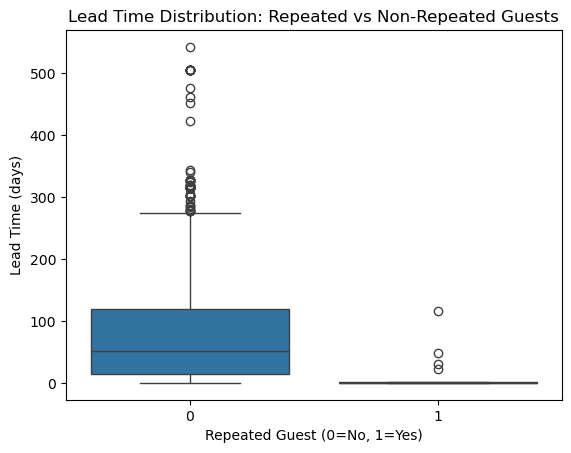 Lead Time Distribution: Repeated vs Non-Repeated Guests
500
400
300
200
100
0
Lead Time (days)
0
1
Repeated Guest (0=No, 1=Yes)